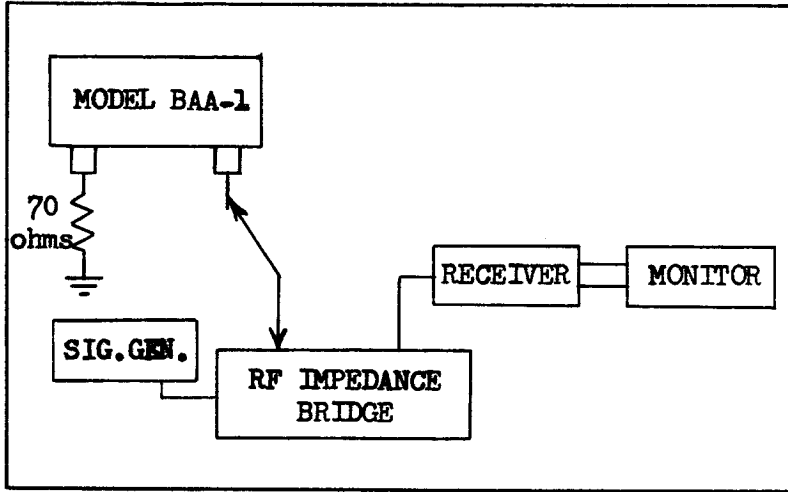 MODEL BAA-1
70
ohms
SIG.GEN.
RF IMPEDANCE
BRIDGE
RECEIVER
MONITOR